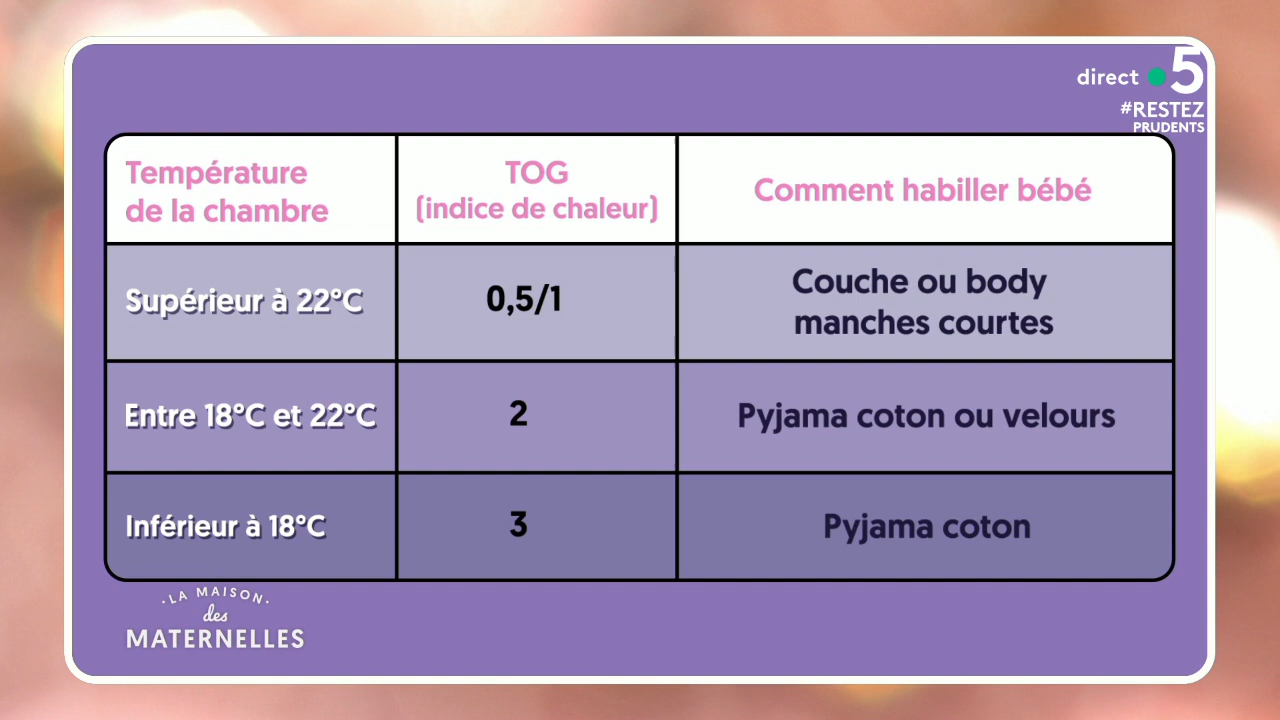 direct 5
#RESTEZ
PRUDENTS
Température
de la chambre
TOG
(indice de chaleur)
Comment habiller bébé
Supérieur à 22°C
0,5/1
Couche ou body
manches courtes
Entre 18°C et 22°C
2
Pyjama coton ou velours
Inférieur à 18°C
3
Pyjama coton
·LA MAISON·
des
MATERNELLES